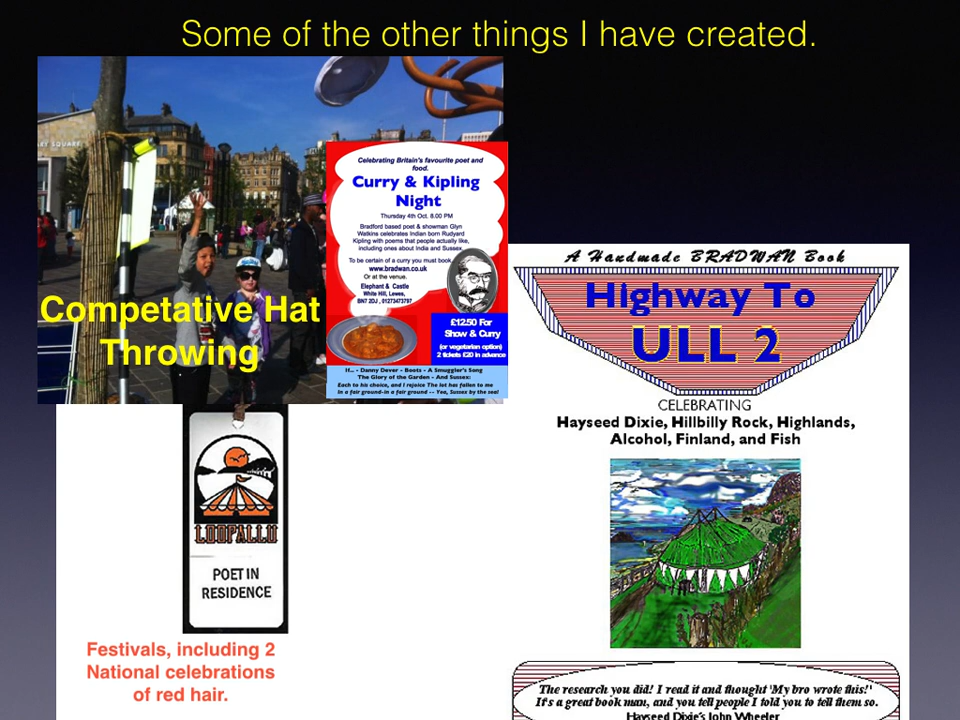 Some of the other things I have created.
Celebrating Britain's favourite poet and
food.
Curry & Kipling
Night
Thursday 4th Oct. 8.00 PM
Bradford based poet & showman Glyn
Watkins celebrates Indian born Rudyard
Kipling with poems that people actually like,
including ones about India and Sussex.
To be certain of a curry you must book.
www.bradwan.co.uk
Or at the venue.
Elephant & Castle
White Hill, Lewes,
BN7 2DJ . 01273473797
£12.50 For
Show & Curry
(or vegetarian option)
2 tickets £20 in advance
If... - Danny Dever - Boots - A Smuggler's Song
The Glory of the Garden - And Sussex:
Each to his choice, and I rejoice The lot has fallen to me
In a fair ground-in a fair ground -- Yea, Sussex by the sea!
SQUARE
Competative Hat
Throwing
LOOPALLU
POET IN
RESIDENCE
Festivals, including 2
National celebrations
of red hair.
A Handmade BRADWAN Book
Highway To
ULL 2
CELEBRATING
Hayseed Dixie, Hillbilly Rock, Highlands,
Alcohol, Finland, and Fish
The research you did! I read it and thought 'My bro wrote this!'
It's a great book man, and you tell people I told you to tell them so.
Hayseed Dixie's John Wheeler